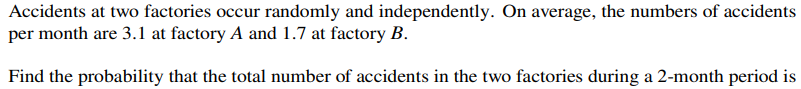 Accidents at two factories occur randomly and independently. On average, the numbers of accidents
per month are 3.1 at factory A and 1.7 at factory B.
Find the probability that the total number of accidents in the two factories during a 2-month period is